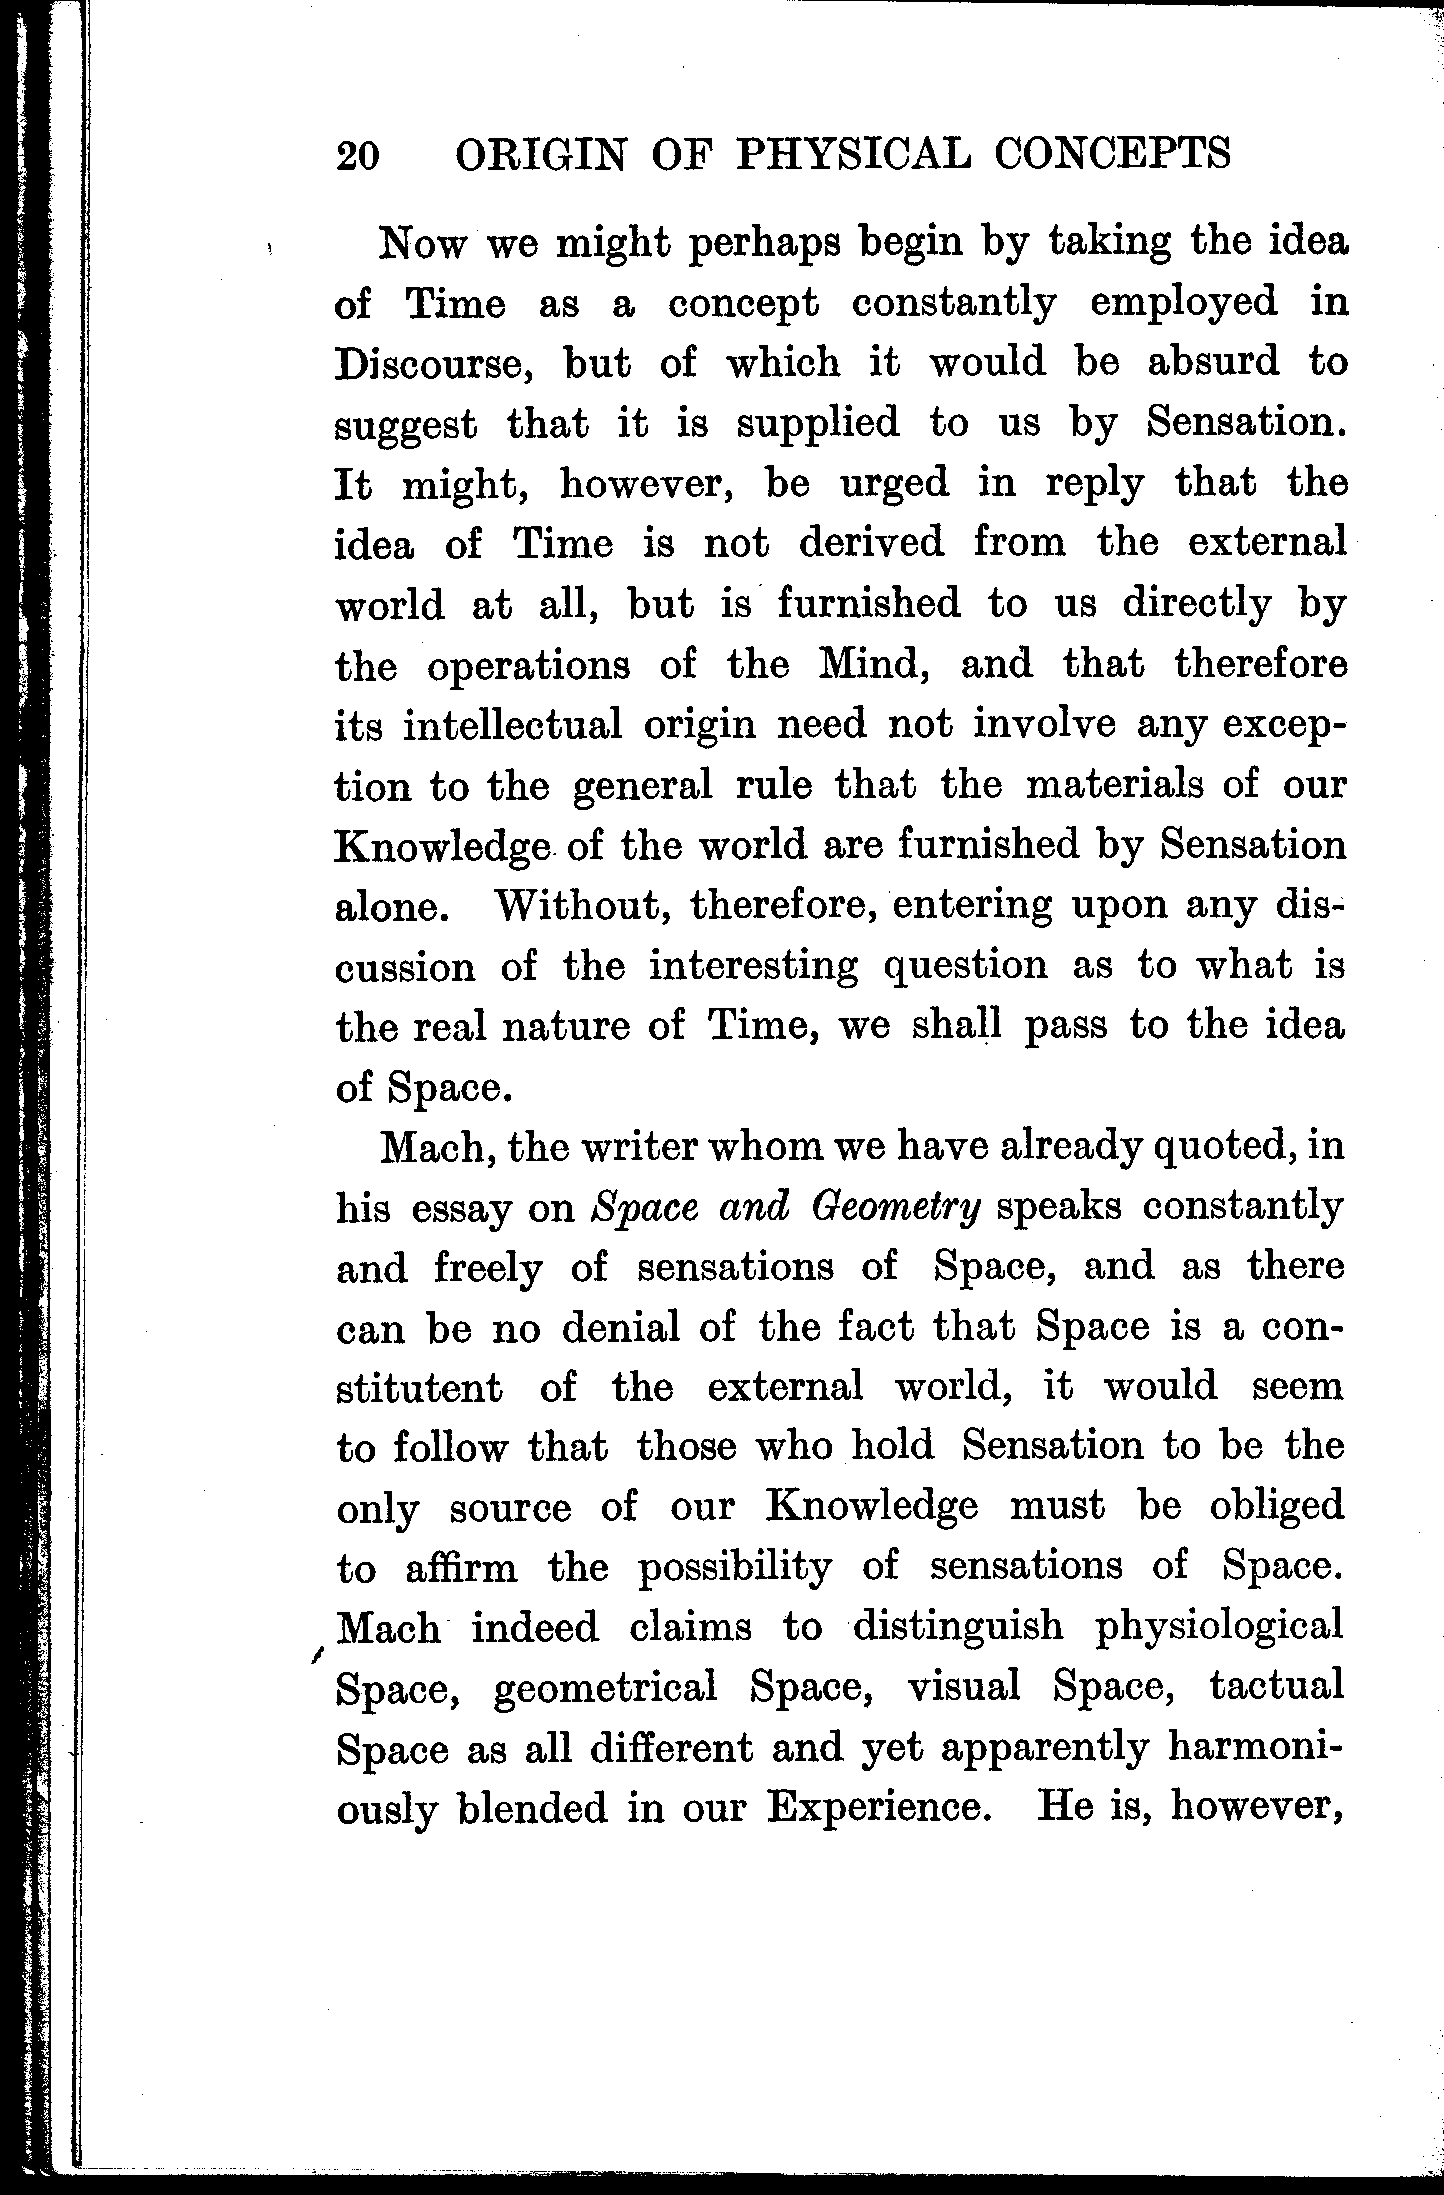 20 ORIGIN OF PHYSICAL CONCEPTS
Now we might perhaps begin by taking the idea
of Time as a concept constantly employed in
Discourse, but of which it would be absurd to
suggest that it is supplied to us by Sensation.
It might, however, be urged in reply that the
idea of Time is not derived from the external
world at all, but is furnished to us directly by
the operations of the Mind, and that therefore
its intellectual origin need not involve any excep-
tion to the general rule that the materials of our
Knowledge of the world are furnished by Sensation
alone. Without, therefore, entering upon any dis-
cussion of the interesting question as to what is
the real nature of Time, we shall pass to the idea
of Space.
Mach, the writer whom we have already quoted, in
his essay on Space and Geometry speaks constantly
and freely of sensations of Space, and as there
can be no denial of the fact that Space is a con-
stitutent of the external world, it would seem
to follow that those who hold Sensation to be the
only source of our Knowledge must be obliged
to affirm the possibility of sensations of Space.
Mach indeed claims to distinguish physiological
Space, geometrical Space, visual Space, tactual
Space as all different and yet apparently harmoni-
ously blended in our Experience. He is, however,